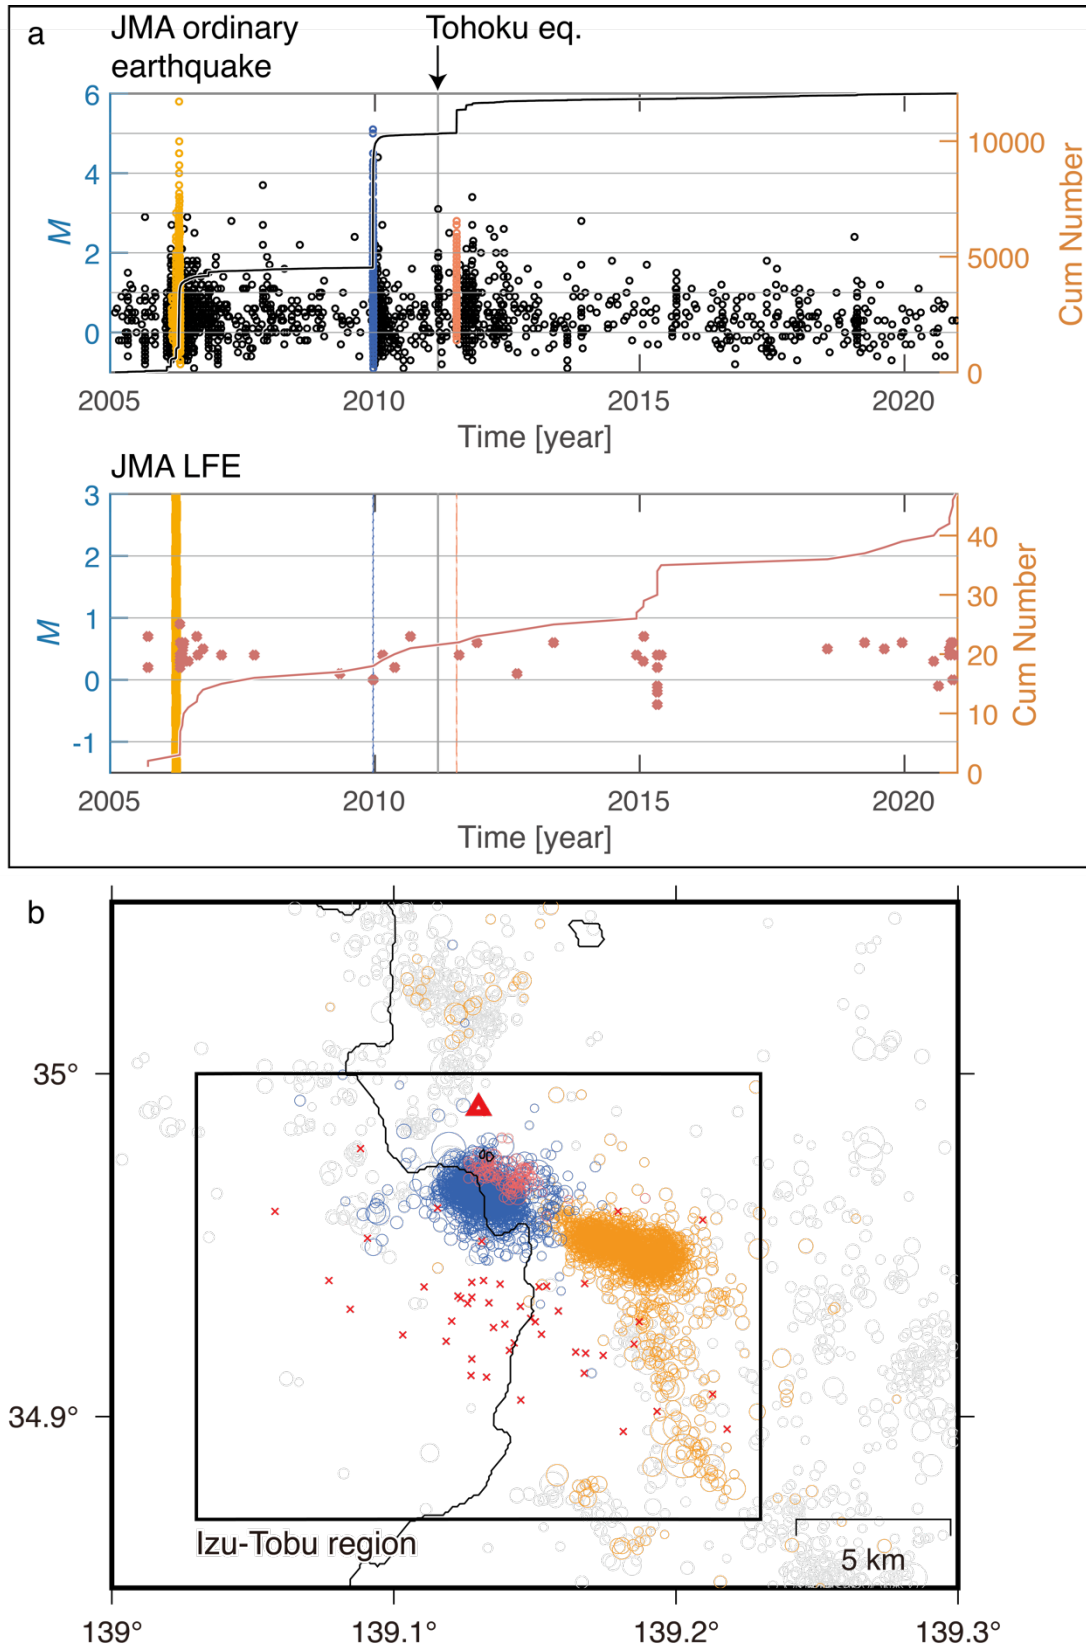 a
JMA ordinary
earthquake
Tohoku eq.
6
4
2
0
M
10000
5000
0
Cum Number
2005
2010
2015
2020
Time [year]
JMA LFE
3
2
1
0
-1
M
40
30
20
10
0
Cum Number
2005
2010
2015
2020
Time [year]
b
35°
34.9°
Izu-Tobu region
5 km
139°
139.1°
139.2°
139.3°